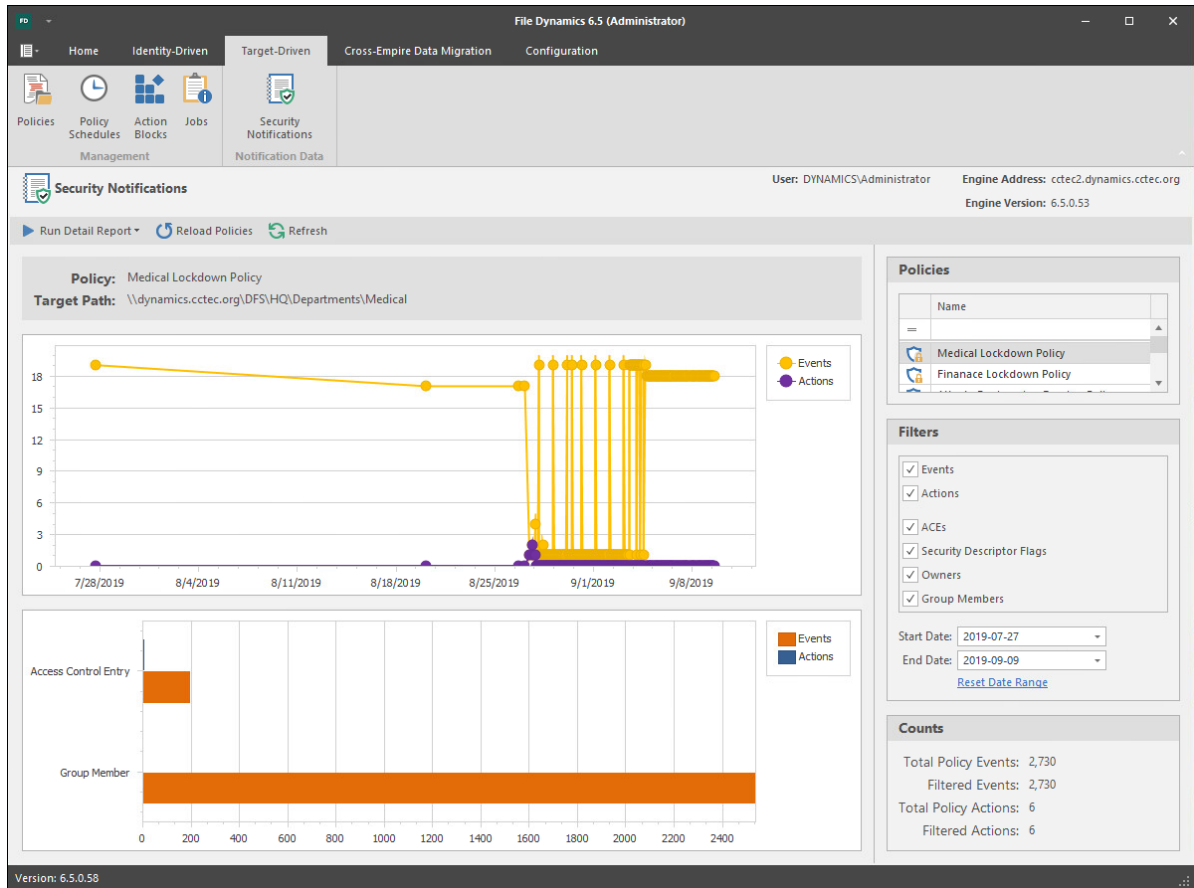 FD
File Dynamics 6.5 (Administrator)
Home Identity-Driven Target-Driven Cross-Empire Data Migration Configuration
Policies
Policy Schedules
Action Blocks
Jobs
Management
Security Notifications
Notification Data
Security Notifications
User: DYNAMICS\Administrator
Engine Address: cctec2.dynamics.cctec.org
Engine Version: 6.5.0.53
Run Detail Report Reload Policies Refresh
Policy: Medical Lockdown Policy
Target Path: \\dynamics.cctec.org\DFS\HQ\Departments\Medical
18
15
12
9
6
3
0
7/28/2019 8/4/2019 8/11/2019 8/18/2019 8/25/2019 9/1/2019 9/8/2019
Events
Actions
Access Control Entry
Group Member
0 200 400 600 800 1000 1200 1400 1600 1800 2000 2200 2400
Events
Actions
Policies
Name
=
Medical Lockdown Policy
Finanace Lockdown Policy
Filters
Events
Actions
ACEs
Security Descriptor Flags
Owners
Group Members
Start Date: 2019-07-27
End Date: 2019-09-09
Reset Date Range
Counts
Total Policy Events: 2,730
Filtered Events: 2,730
Total Policy Actions: 6
Filtered Actions: 6
Version: 6.5.0.58